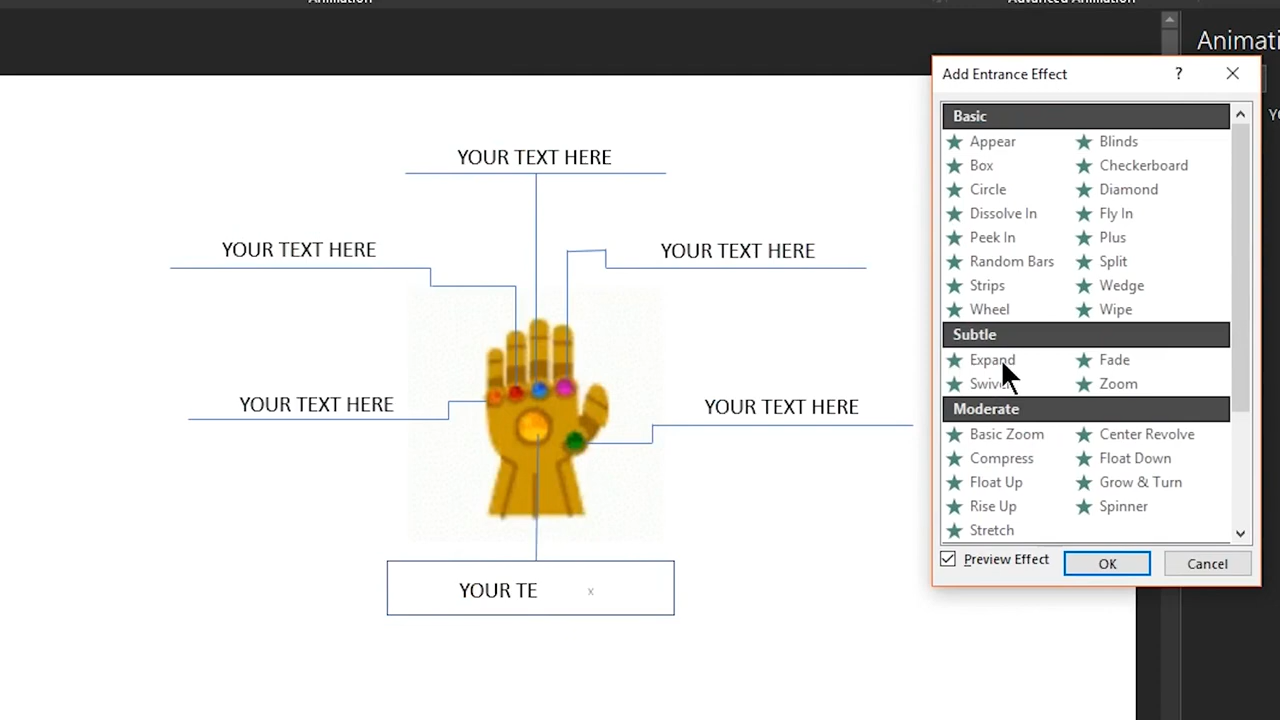 Animati
Add Entrance Effect
?
Basic
Appear Blinds
Box Checkerboard
Circle Diamond
Dissolve In Fly In
Peek In Plus
Random Bars Split
Strips Wedge
Wheel Wipe
Subtle
Expand Fade
Zoom
Moderate
Basic Zoom Center Revolve
Compress Float Down
Float Up Grow & Turn
Rise Up Spinner
Stretch
Preview Effect OK Cancel
YOUR TEXT HERE
YOUR TEXT HERE
YOUR TEXT HERE
YOUR TEXT HERE
YOUR TEXT HERE
YOUR TE x